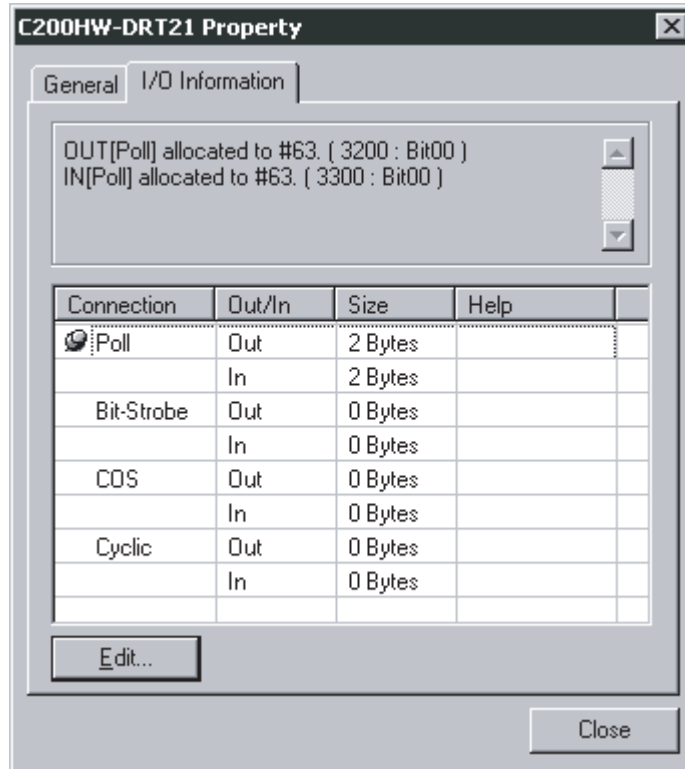 C200HW-DRT21 Property
General I/O Information
OUT[Poll] allocated to #63. ( 3200 : Bit00 )
IN[Poll] allocated to #63. ( 3300 : Bit00 )
Connection Out/In Size Help
Poll Out 2 Bytes
In 2 Bytes
Bit-Strobe Out 0 Bytes
In 0 Bytes
COS Out 0 Bytes
In 0 Bytes
Cyclic Out 0 Bytes
In 0 Bytes
Edit...
Close